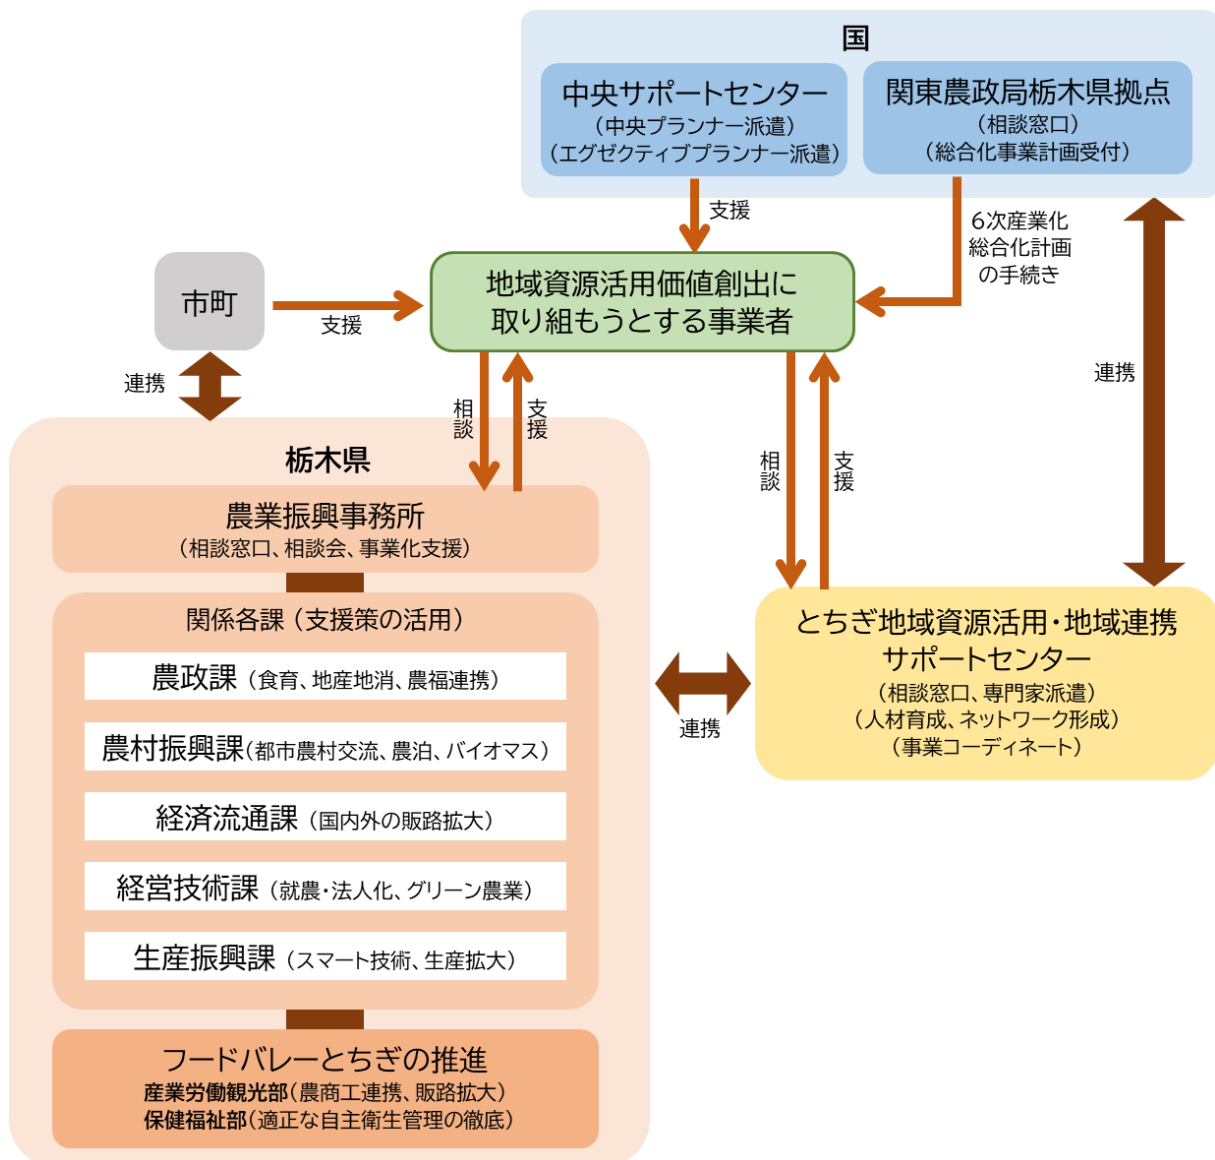 国
中央サポートセンター
（中央プランナー派遣）
（エグゼクティブプランナー派遣）
関東農政局栃木県拠点
（相談窓口）
（総合化事業計画受付）
支援
６次産業化
総合化計画
の手続き
市町
支援
地域資源活用価値創出に
取り組もうとする事業者
連携
連携
相談
支援
相談
支援
栃木県
農業振興事務所
（相談窓口、相談会、事業化支援）
関係各課（支援策の活用）
農政課（食育、地産地消、農福連携）
農村振興課（都市農村交流、農泊、バイオマス）
経済流通課（国内外の販路拡大）
経営技術課（就農・法人化、グリーン農業）
生産振興課（スマート技術、生産拡大）
フードバレーとちぎの推進
産業労働観光部（農商工連携、販路拡大）
保健福祉部（適正な自主衛生管理の徹底）
連携
とちぎ地域資源活用・地域連携
サポートセンター
（相談窓口、専門家派遣）
（人材育成、ネットワーク形成）
（事業コーディネート）